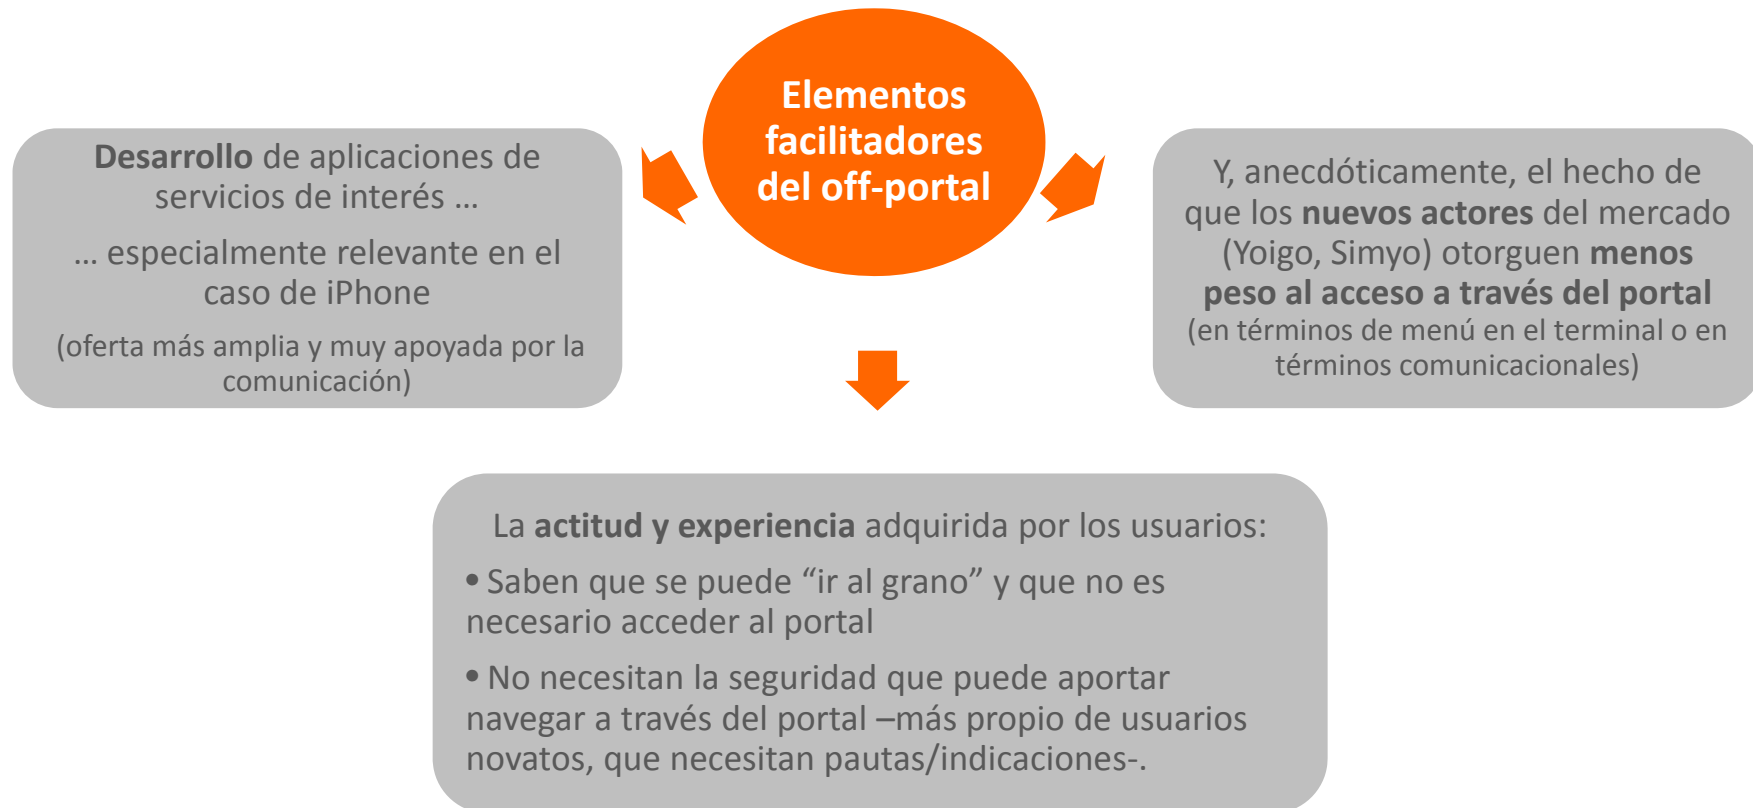 Elementos
facilitadores
del off-portal
Desarrollo de aplicaciones de
servicios de interés ...
... especialmente relevante en el
caso de iPhone
(oferta más amplia y muy apoyada por la
comunicación)
Y, anecdóticamente, el hecho de
que los nuevos actores del mercado
(Yoigo, Simyo) otorguen menos
peso al acceso a través del portal
(en términos de menú en el terminal o en
términos comunicacionales)
La actitud y experiencia adquirida por los usuarios:
• Saben que se puede “ir al grano” y que no es
necesario acceder al portal
• No necesitan la seguridad que puede aportar
navegar a través del portal –más propio de usuarios
novatos, que necesitan pautas/indicaciones-.